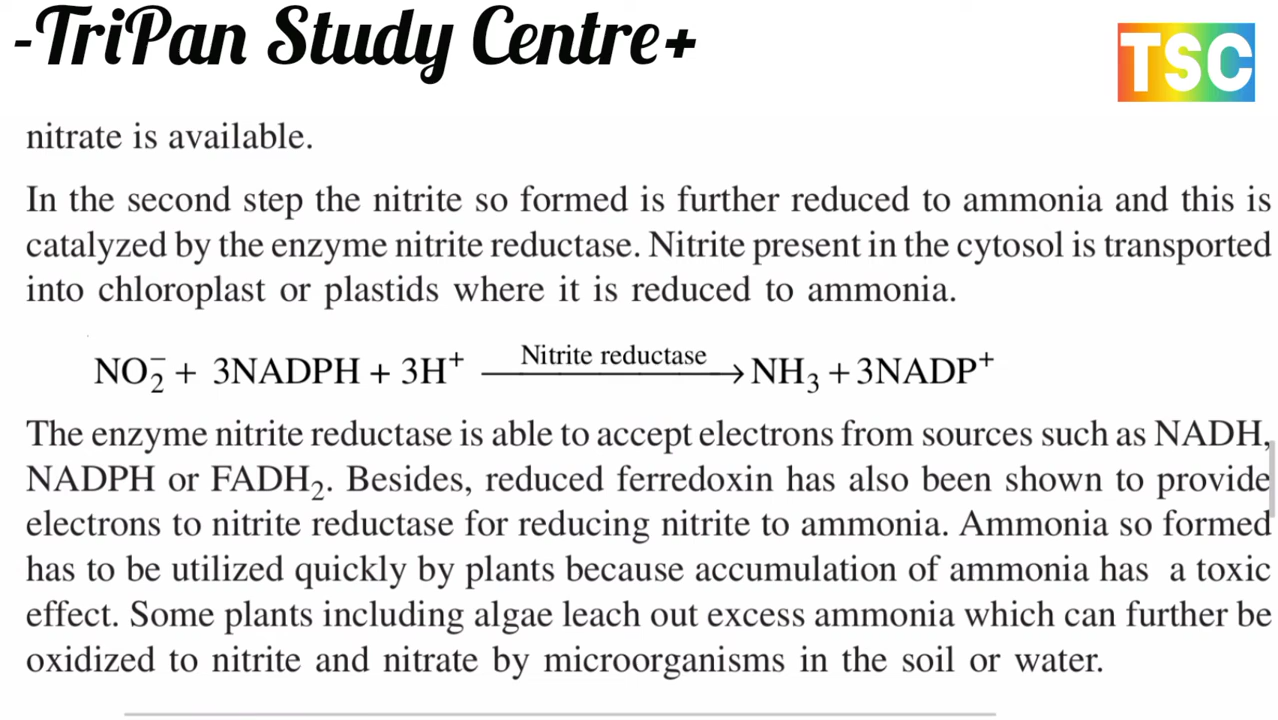 -TriPan Study Centre+
TSC
nitrate is available.
In the second step the nitrite so formed is further reduced to ammonia and this is
catalyzed by the enzyme nitrite reductase. Nitrite present in the cytosol is transported
into chloroplast or plastids where it is reduced to ammonia.
NO₂⁻ + 3NADPH + 3H⁺ —Nitrite reductase→ NH₃ + 3NADP⁺
The enzyme nitrite reductase is able to accept electrons from sources such as NADH,
NADPH or FADH₂. Besides, reduced ferredoxin has also been shown to provide
electrons to nitrite reductase for reducing nitrite to ammonia. Ammonia so formed
has to be utilized quickly by plants because accumulation of ammonia has a toxic
effect. Some plants including algae leach out excess ammonia which can further be
oxidized to nitrite and nitrate by microorganisms in the soil or water.